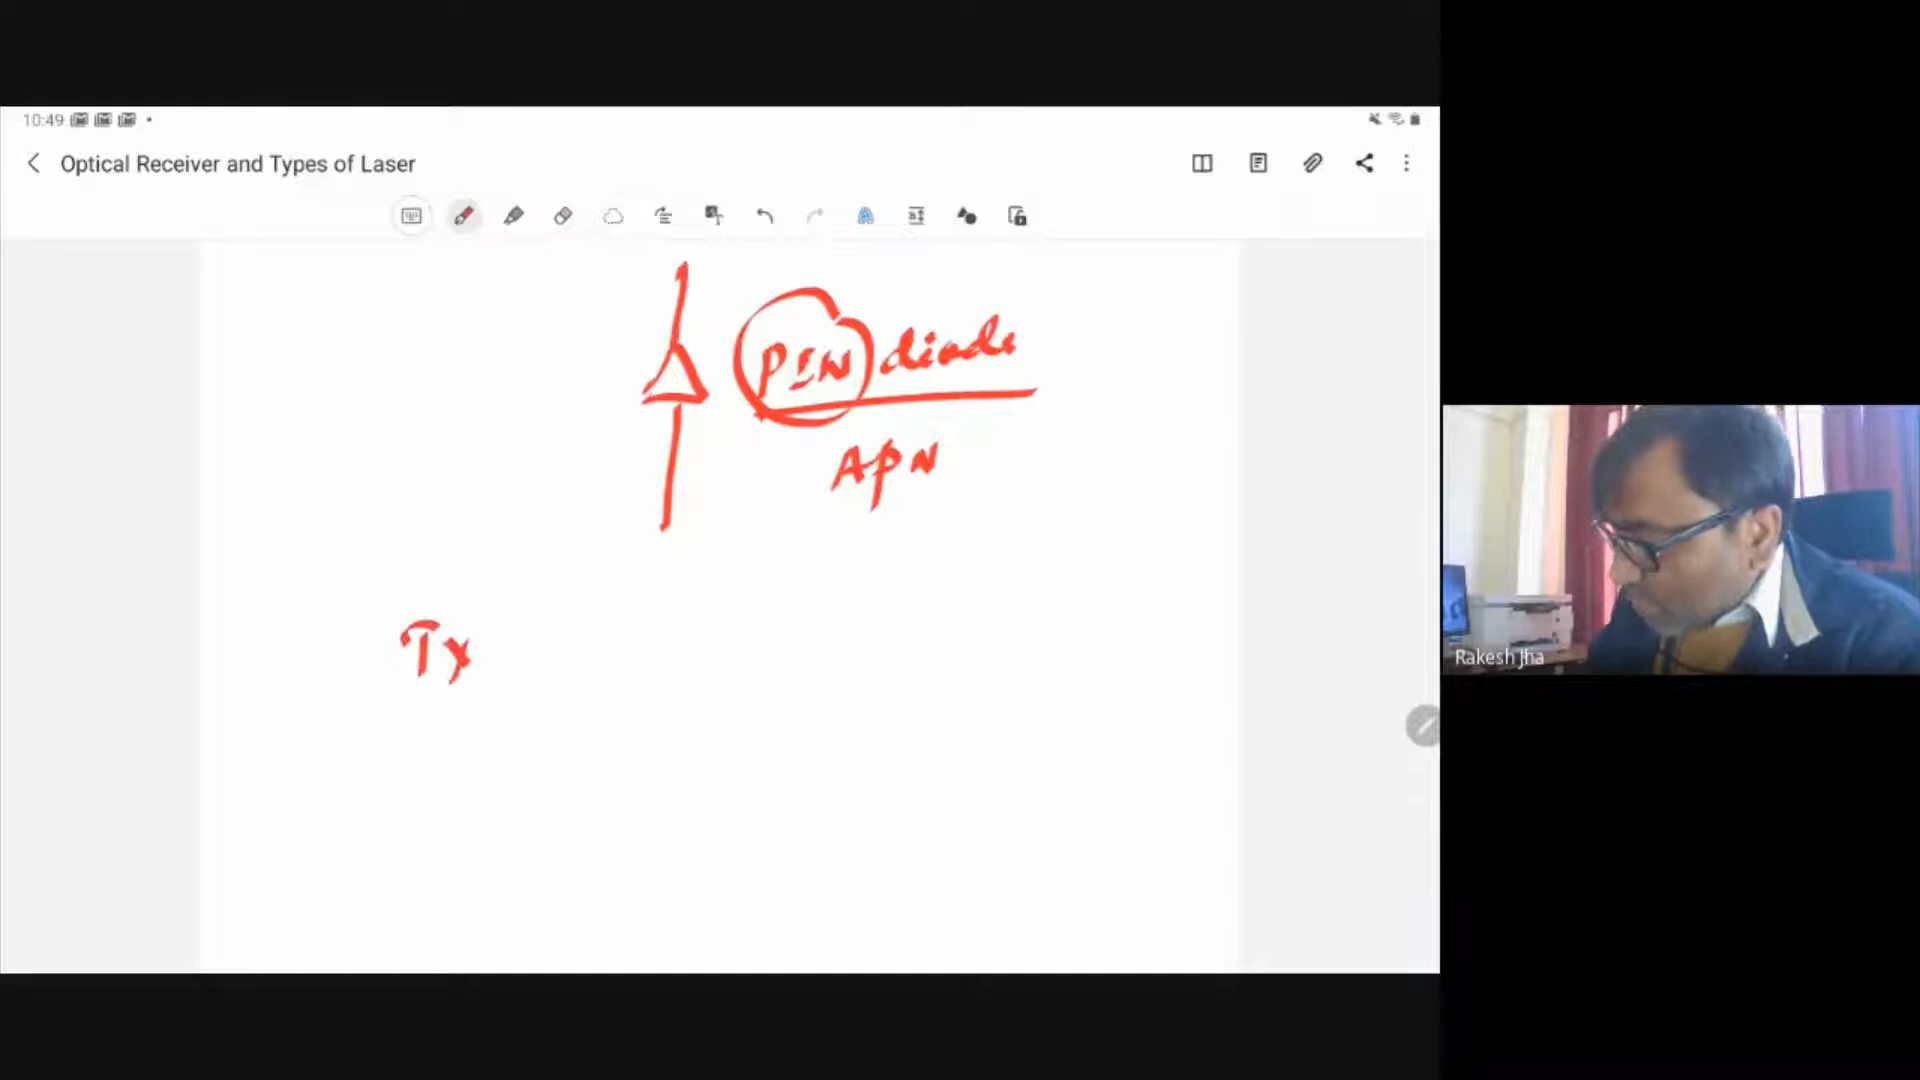 10:49
Optical Receiver and Types of Laser
PIN diode
APN
Tx
Rakesh Jha